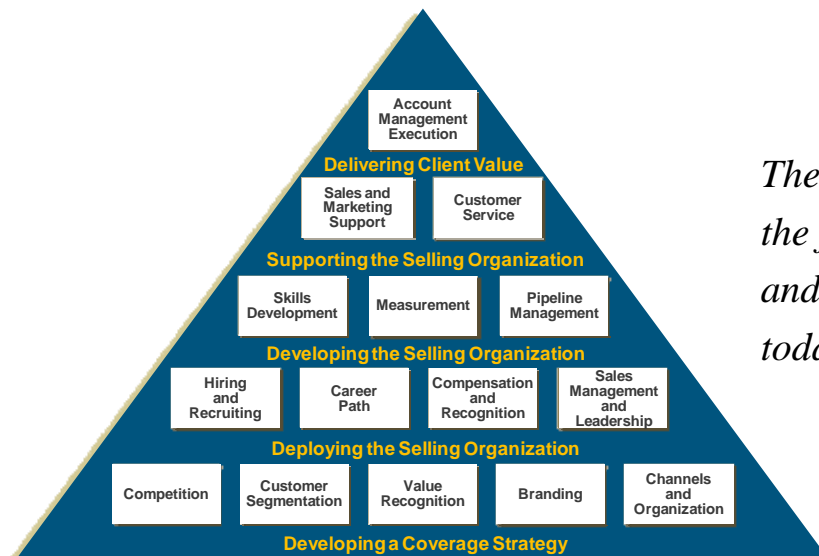 Account
Management
Execution
Delivering Client Value
Sales and
Marketing
Support
Customer
Service
Supporting the Selling Organization
Skills
Development
Measurement
Pipeline
Management
Developing the Selling Organization
Hiring
and
Recruiting
Career
Path
Compensation
and
Recognition
Sales
Management
and
Leadership
Deploying the Selling Organization
Competition
Customer
Segmentation
Value
Recognition
Branding
Channels
and
Organization
Developing a Coverage Strategy
The
the
and